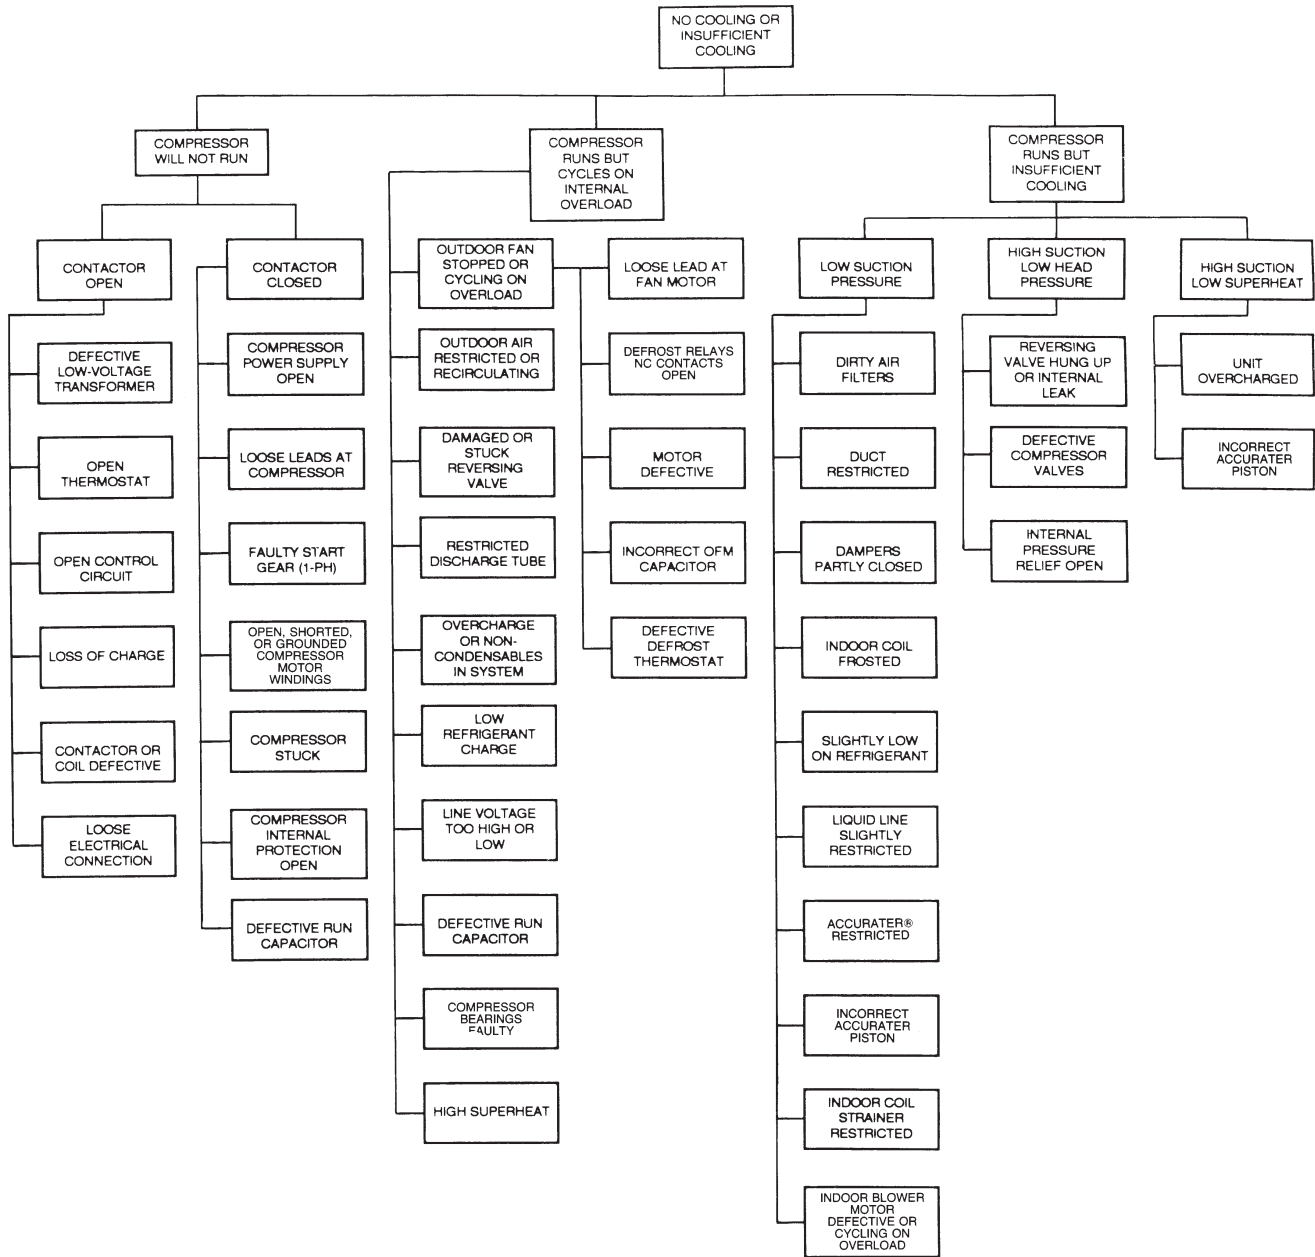 NO COOLING OR
INSUFFICIENT
COOLING
COMPRESSOR
WILL NOT RUN
COMPRESSOR
RUNS BUT
CYCLES ON
INTERNAL
OVERLOAD
COMPRESSOR
RUNS BUT
INSUFFICIENT
COOLING
CONTACTOR
OPEN
DEFECTIVE
LOW-VOLTAGE
TRANSFORMER
OPEN
THERMOSTAT
OPEN CONTROL
CIRCUIT
LOSS OF CHARGE
CONTACTOR OR
COIL DEFECTIVE
LOOSE
ELECTRICAL
CONNECTION
CONTACTOR
CLOSED
COMPRESSOR
POWER SUPPLY
OPEN
LOOSE LEADS AT
COMPRESSOR
FAULTY START
GEAR (1-PH)
OPEN, SHORTED,
OR GROUNDED
COMPRESSOR
MOTOR
WINDINGS
COMPRESSOR
STUCK
COMPRESSOR
INTERNAL
PROTECTION
OPEN
DEFECTIVE RUN
CAPACITOR
OUTDOOR FAN
STOPPED OR
CYCLING ON
OVERLOAD
OUTDOOR AIR
RESTRICTED OR
RECIRCULATING
DAMAGED OR
STUCK
REVERSING
VALVE
RESTRICTED
DISCHARGE TUBE
OVERCHARGE
OR NON-
CONDENSABLES
IN SYSTEM
LOW
REFRIGERANT
CHARGE
LINE VOLTAGE
TOO HIGH OR
LOW
DEFECTIVE RUN
CAPACITOR
COMPRESSOR
BEARINGS
FAULTY
HIGH SUPERHEAT
LOOSE LEAD AT
FAN MOTOR
DEFROST RELAYS
NC CONTACTS
OPEN
MOTOR
DEFECTIVE
INCORRECT OFM
CAPACITOR
DEFECTIVE
DEFROST
THERMOSTAT
LOW SUCTION
PRESSURE
DIRTY AIR
FILTERS
DUCT
RESTRICTED
DAMPERS
PARTLY CLOSED
INDOOR COIL
FROSTED
SLIGHTLY LOW
ON REFRIGERANT
LIQUID LINE
SLIGHTLY
RESTRICTED
ACCURATER®
RESTRICTED
INCORRECT
ACCURATER
PISTON
INDOOR COIL
STRAINER
RESTRICTED
INDOOR BLOWER
MOTOR
DEFECTIVE OR
CYCLING ON
OVERLOAD
HIGH SUCTION
LOW HEAD
PRESSURE
REVERSING
VALVE HUNG UP
OR INTERNAL
LEAK
DEFECTIVE
COMPRESSOR
VALVES
INTERNAL
PRESSURE
RELIEF OPEN
HIGH SUCTION
LOW SUPERHEAT
UNIT
OVERCHARGED
INCORRECT
ACCURATER
PISTON